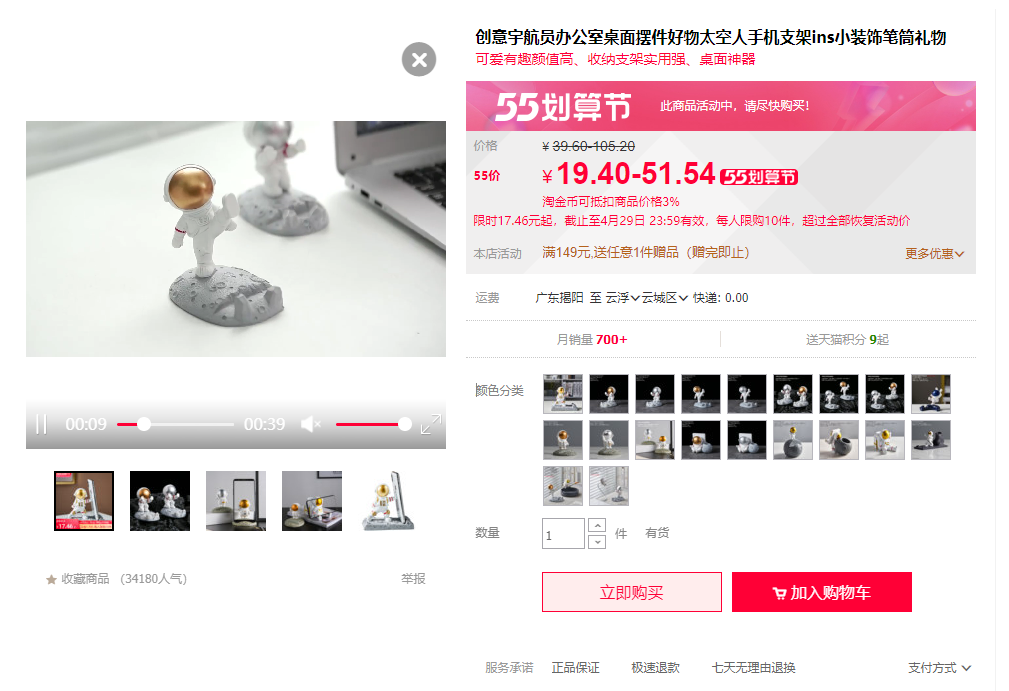 创意宇航员办公室桌面摆件好物太空人手机支架ins小装饰笔筒礼物
可爱有趣颜值高、收纳支架实用强、桌面神器
55划算节 此商品活动中，请尽快购买！
价格 ¥ 39.60-105.20
55价 ¥ 19.40-51.54 55划算节
淘金币可抵扣商品价格3%
限时17.46元起，截止至4月29日 23:59有效，每人限购10件，超过全部恢复活动价
本店活动 满149元,送任意1件赠品（赠完即止） 更多优惠
运费 广东揭阳 至 云浮 云城区 快递: 0.00
月销量 700+ 送天猫积分 9起
颜色分类
数量 1 件 有货
立即购买 加入购物车
服务承诺 正品保证 极速退款 七天无理由退换 支付方式
00:09 00:39
17.46
收藏商品 （34180人气） 举报